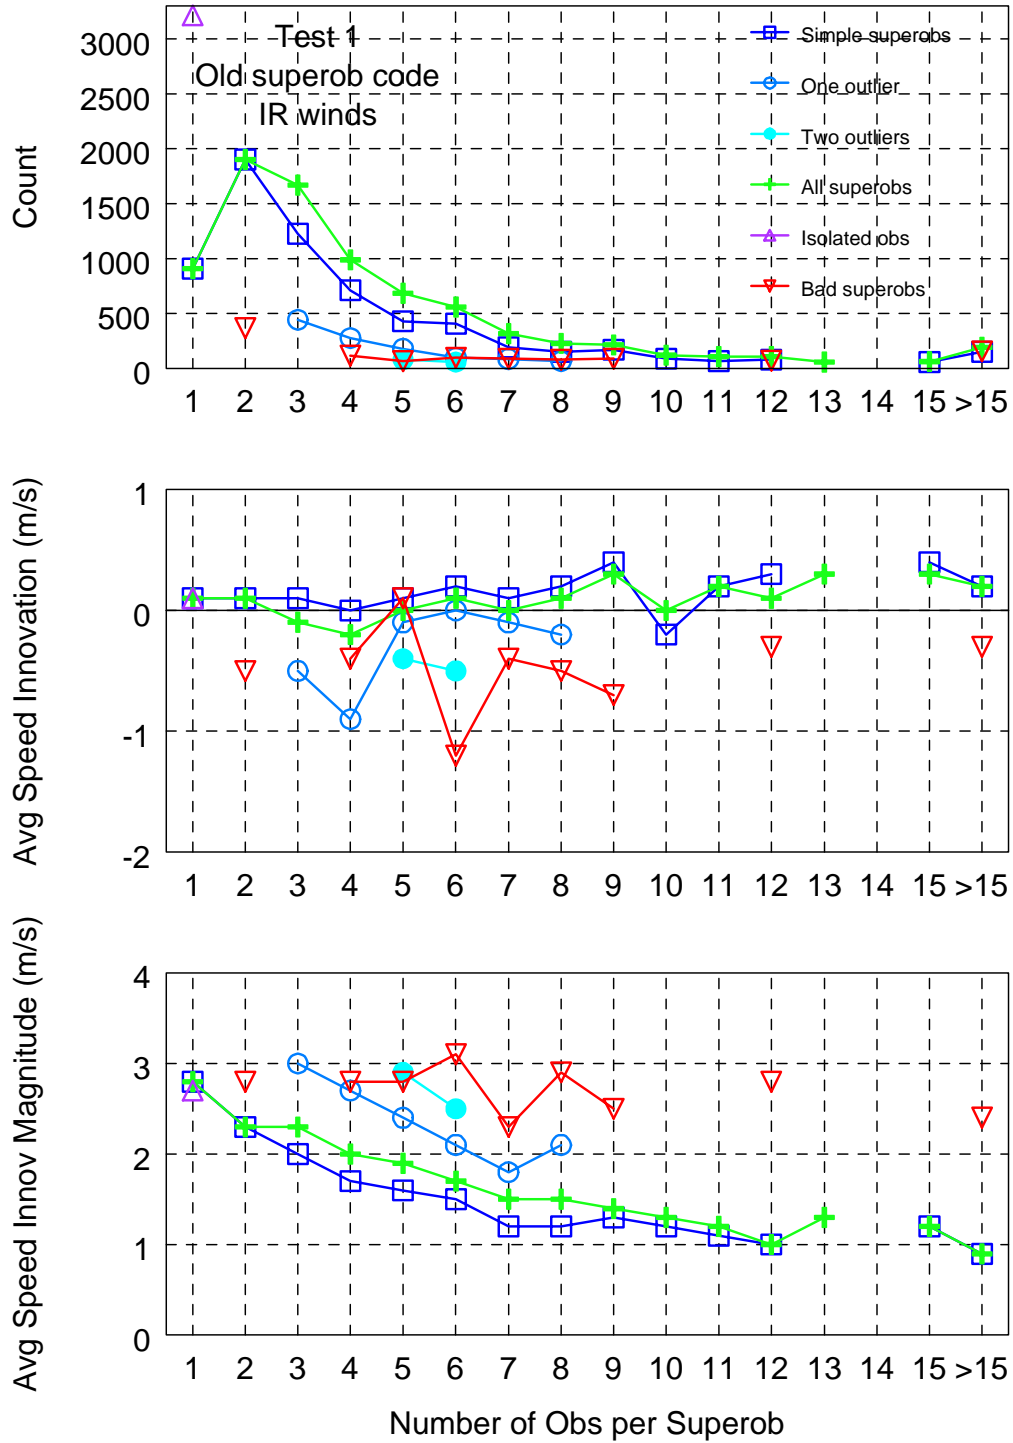 Test 1
Old superob code
IR winds
Simple superobs
One outlier
Two outliers
All superobs
Isolated obs
Bad superobs
Count
3000
2500
2000
1500
1000
500
0
1 2 3 4 5 6 7 8 9 10 11 12 13 14 15 >15
Avg Speed Innovation (m/s)
1
0
-1
-2
1 2 3 4 5 6 7 8 9 10 11 12 13 14 15 >15
Avg Speed Innov Magnitude (m/s)
4
3
2
1
0
1 2 3 4 5 6 7 8 9 10 11 12 13 14 15 >15
Number of Obs per Superob